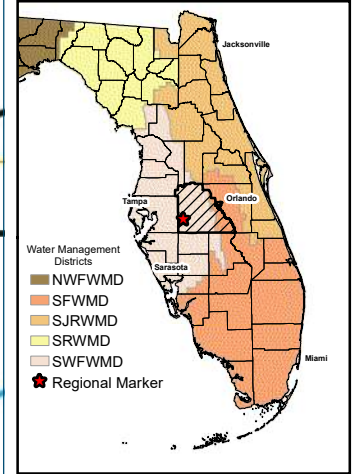 Jacksonville
Orlando
Tampa
Water Management
Districts
Sarasota
NWFWMD
SFWMD
SJRWMD
SRWMD
SWFWMD
Regional Marker
Miami